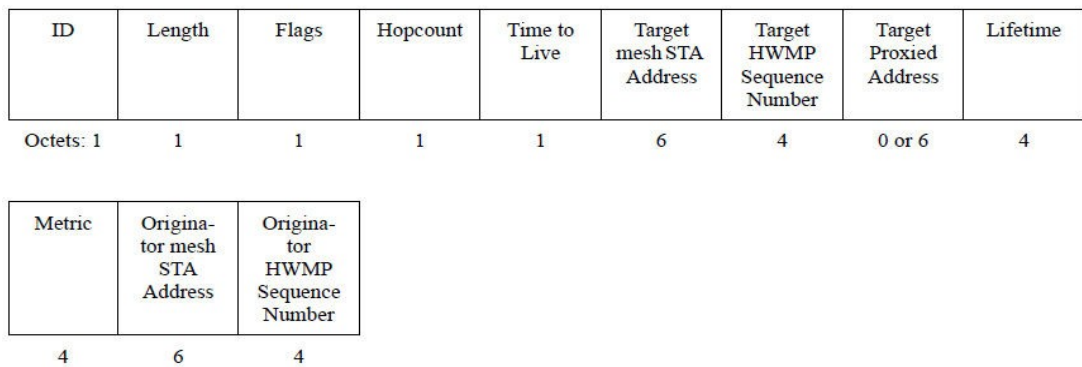 ID Length Flags Hopcount Time to Target Target Target Lifetime
Live mesh STA HWMP Proxied
Address Sequence Address
Number
Octets: 1 1 1 1 1 6 4 0 or 6 4
Metric Origina- Origina-
tor mesh tor
STA HWMP
Address Sequence
Number
4 6 4